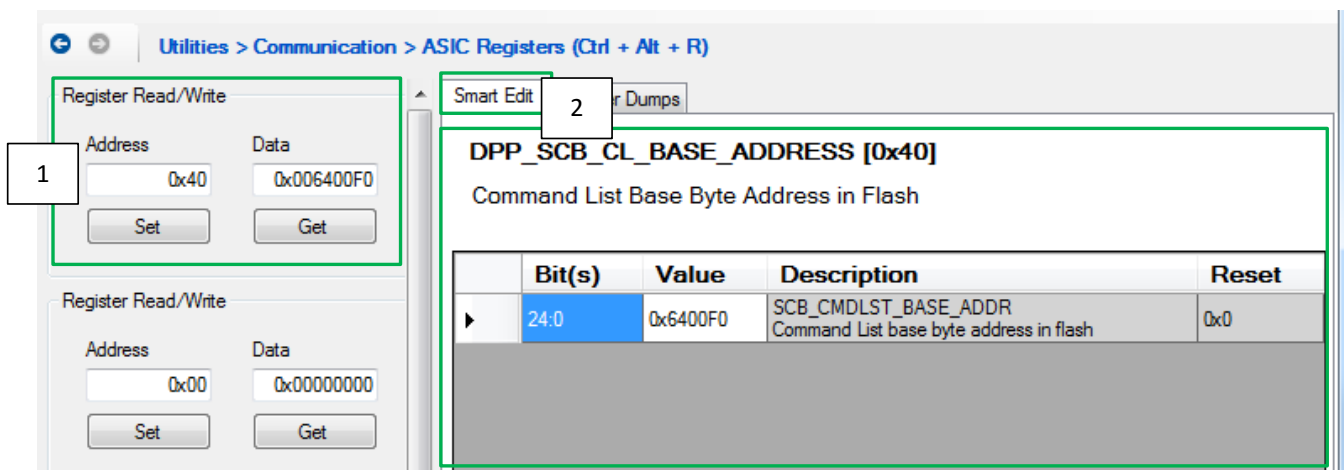 Utilities > Communication > ASIC Registers (Ctrl + Alt + R)
Register Read/Write
Address Data
1
0x40 0x006400F0
Set Get
Register Read/Write
Address Data
0x00 0x00000000
Set Get
Smart Edit 2 Dumps
DPP_SCB_CL_BASE_ADDRESS [0x40]
Command List Base Byte Address in Flash
Bit(s) Value Description Reset
24:0 0x6400F0 SCB_CMDLST_BASE_ADDR 0x0
Command List base byte address in flash